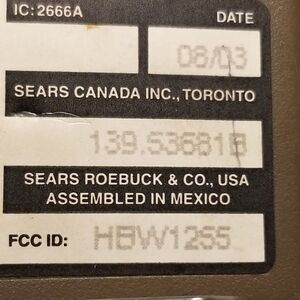 IC: 2666A DATE
08/03
SEARS CANADA INC., TORONTO
139.53681B
SEARS ROEBUCK & CO., USA
ASSEMBLED IN MEXICO
FCC ID: HBW1255